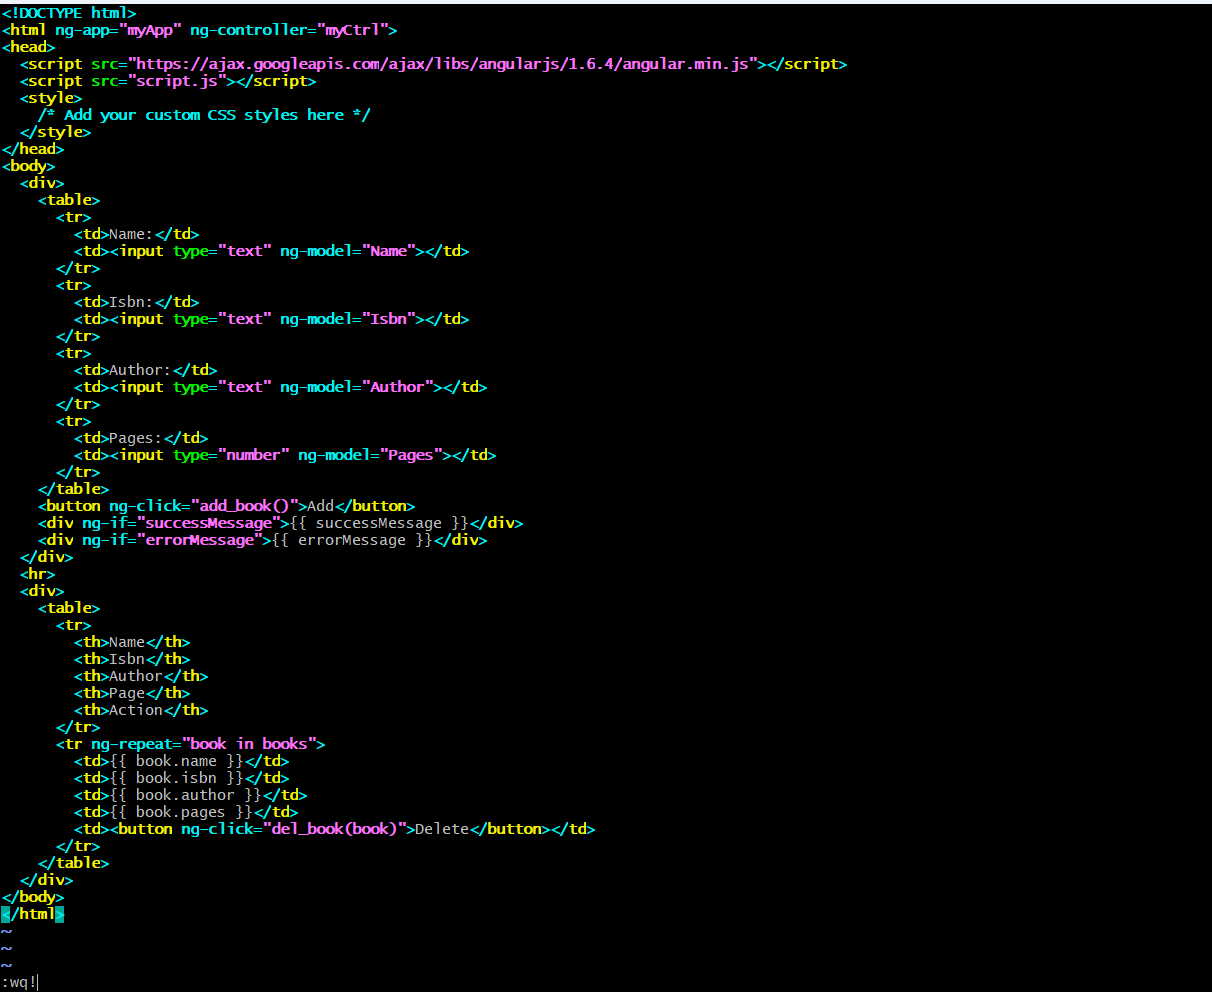 <!DOCTYPE html>
<html ng-app="myApp" ng-controller="myCtrl">
<head>
  <script src="https://ajax.googleapis.com/ajax/libs/angularjs/1.6.4/angular.min.js"></script>
  <script src="script.js"></script>
  <style>
    /* Add your custom CSS styles here */
  </style>
</head>
<body>
  <div>
    <table>
      <tr>
        <td>Name:</td>
        <td><input type="text" ng-model="Name"></td>
      </tr>
      <tr>
        <td>Isbn:</td>
        <td><input type="text" ng-model="Isbn"></td>
      </tr>
      <tr>
        <td>Author:</td>
        <td><input type="text" ng-model="Author"></td>
      </tr>
      <tr>
        <td>Pages:</td>
        <td><input type="number" ng-model="Pages"></td>
      </tr>
    </table>
    <button ng-click="add_book()">Add</button>
    <div ng-if="successMessage">{{ successMessage }}</div>
    <div ng-if="errorMessage">{{ errorMessage }}</div>
  </div>
  <hr>
  <div>
    <table>
      <tr>
        <th>Name</th>
        <th>Isbn</th>
        <th>Author</th>
        <th>Page</th>
        <th>Action</th>
      </tr>
      <tr ng-repeat="book in books">
        <td>{{ book.name }}</td>
        <td>{{ book.isbn }}</td>
        <td>{{ book.author }}</td>
        <td>{{ book.pages }}</td>
        <td><button ng-click="del_book(book)">Delete</button></td>
      </tr>
    </table>
  </div>
</body>
</html>
~
~
~
:wq!